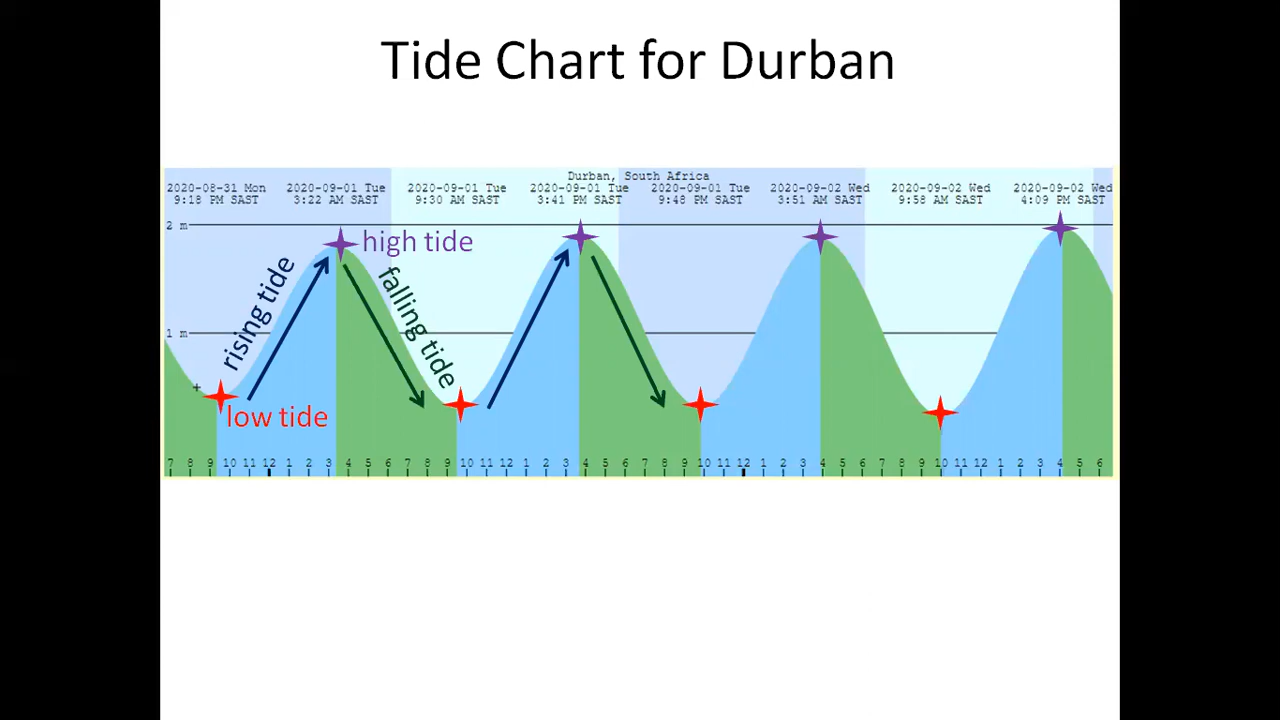 Tide Chart for Durban
Durban, South Africa
2020-08-31 Mon 2020-09-01 Tue 2020-09-01 Tue 2020-09-01 Tue 2020-09-01 Tue 2020-09-02 Wed 2020-09-02 Wed 2020-09-02 Wed
9:18 PM SAST 3:22 AM SAST 9:30 AM SAST 3:41 PM SAST 9:48 PM SAST 3:51 AM SAST 9:58 AM SAST 4:09 PM SAST
2 m
high tide
rising tide
falling tide
1 m
+
low tide
7 8 9 10 11 12 1 2 3 4 5 6 7 8 9 10 11 12 1 2 3 4 5 6 7 8 9 10 11 12 1 2 3 4 5 6 7 8 9 10 11 12 1 2 3 4 5 6